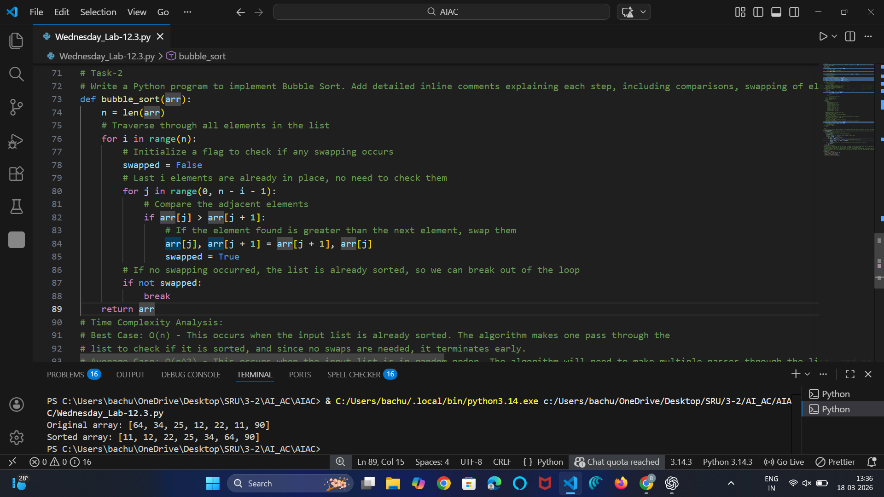 File Edit Selection View Go ··· AIAC
Wednesday_Lab-12.3.py
Wednesday_Lab-12.3.py > bubble_sort
71 # Task-2
72 # Write a Python program to implement Bubble Sort. Add detailed inline comments explaining each step, including comparisons, swapping of el
73 def bubble_sort(arr):
74 n = len(arr)
75 # Traverse through all elements in the list
76 for i in range(n):
77 # Initialize a flag to check if any swapping occurs
78 swapped = False
79 # Last i elements are already in place, no need to check them
80 for j in range(0, n - i - 1):
81 # Compare the adjacent elements
82 if arr[j] > arr[j + 1]:
83 # If the element found is greater than the next element, swap them
84 arr[j], arr[j + 1] = arr[j + 1], arr[j]
85 swapped = True
86 # If no swapping occurred, the list is already sorted, so we can break out of the loop
87 if not swapped:
88 break
89 return arr
90 # Time Complexity Analysis:
91 # Best Case: O(n) - This occurs when the input list is already sorted. The algorithm makes one pass through the
92 # list to check if it is sorted, and since no swaps are needed, it terminates early.
PROBLEMS 16 OUTPUT DEBUG CONSOLE TERMINAL PORTS SPELL CHECKER 16
PS C:\Users\bachu\OneDrive\Desktop\SRU\3-2\AI_AC\AIAC> & C:/Users/bachu/.local/bin/python3.14.exe c:/Users/bachu/OneDrive/Desktop/SRU/3-2/AI_AC/AIA
C/Wednesday_Lab-12.3.py
Original array: [64, 34, 25, 12, 22, 11, 90]
Sorted array: [11, 12, 22, 25, 34, 64, 90]
PS C:\Users\bachu\OneDrive\Desktop\SRU\3-2\AI_AC\AIAC>
Python
Python
0 0 16 Ln 89, Col 15 Spaces: 4 UTF-8 CRLF {} Python Chat quota reached 3.14.3 Python 3.14.3 Go Live Prettier
28° Search ENG IN 13:36 18 03 2026